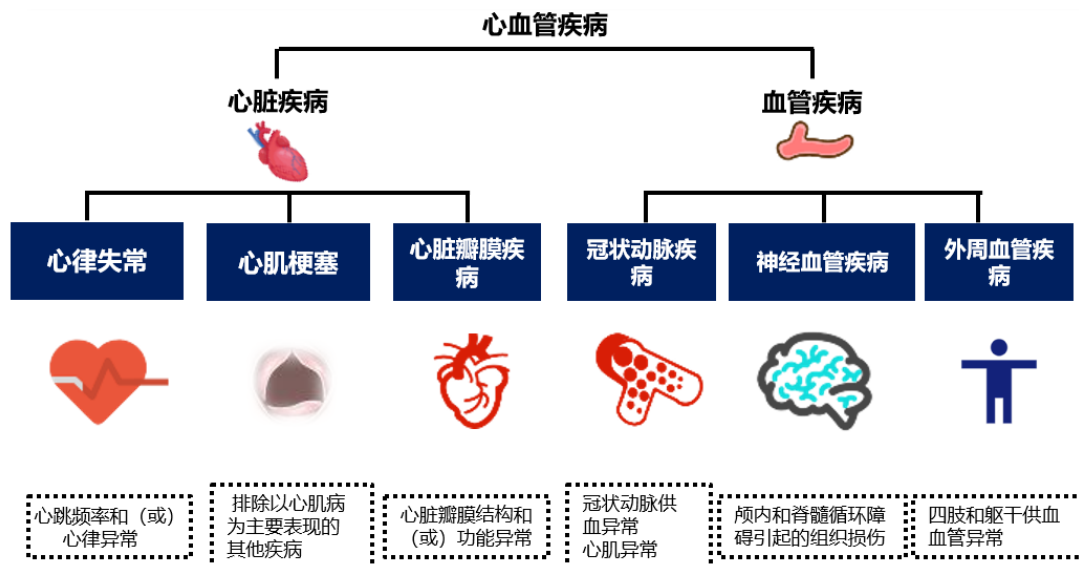 心血管疾病
心脏疾病
血管疾病
心律失常
心肌梗塞
心脏瓣膜疾
病
冠状动脉疾
病
神经血管疾病
外周血管疾
病
心跳频率和（或）
心律异常
排除以心肌病
为主要表现的
其他疾病
心脏瓣膜结构和
（或）功能异常
冠状动脉供
血异常
心肌异常
颅内和脊髓循环障
碍引起的组织损伤
四肢和躯干供血
血管异常